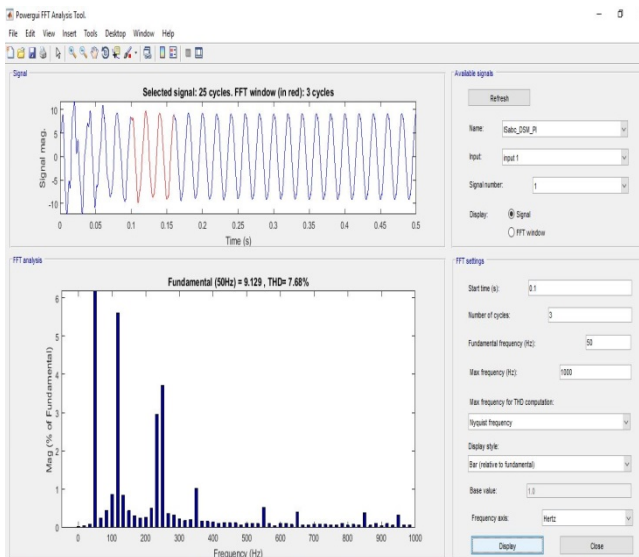 Powergui FFT Analysis Tool.
File Edit View Insert Tools Desktop Window Help
Signal
Selected signal: 25 cycles. FFT window (in red): 3 cycles
Signal mag.
10
5
0
-5
-10
0 0.05 0.1 0.15 0.2 0.25 0.3 0.35 0.4 0.45 0.5
Time (s)
FFT analysis
Fundamental (50Hz) = 9.129 , THD= 7.68%
Mag (% of Fundamental)
6
5
4
3
2
1
0
0 100 200 300 400 500 600 700 800 900 1000
Frequency (Hz)
Available signals
Refresh
Name: ISabc_DSM_PI
Input: input 1
Signal number: 1
Display: Signal
FFT window
FFT settings
Start time (s): 0.1
Number of cycles: 3
Fundamental frequency (Hz): 50
Max frequency (Hz): 1000
Max frequency for THD computation:
Nyquist frequency
Display style:
Bar (relative to fundamental)
Base value: 1.0
Frequency axis: Hertz
Display Close